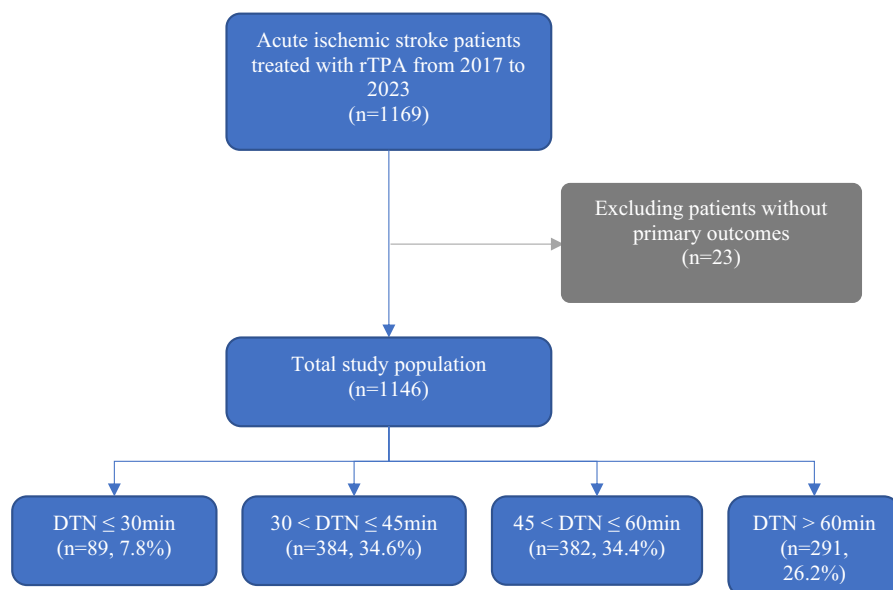 Acute ischemic stroke patients
treated with rTPA from 2017 to
2023
(n=1169)
Excluding patients without
primary outcomes
(n=23)
Total study population
(n=1146)
DTN ≤ 30min
(n=89, 7.8%)
30 < DTN ≤ 45min
(n=384, 34.6%)
45 < DTN ≤ 60min
(n=382, 34.4%)
DTN > 60min
(n=291,
26.2%)